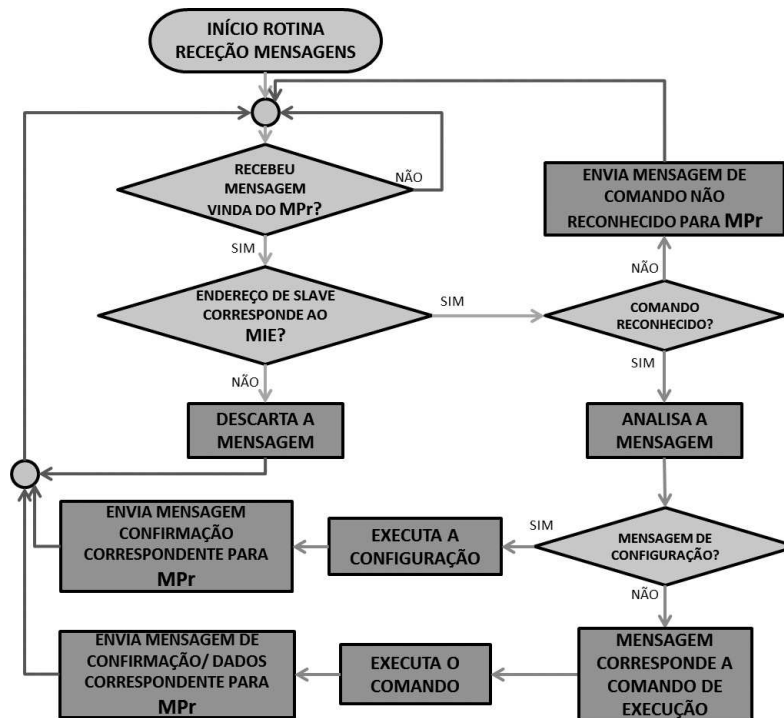 INÍCIO ROTINA
RECEÇÃO MENSAGENS
RECEBEU
MENSAGEM
VINDA DO MPr?
NÃO
SIM
ENVIA MENSAGEM DE
COMANDO NÃO
RECONHECIDO PARA MPr
NÃO
ENDEREÇO DE SLAVE
CORRESPONDE AO
MIE?
SIM
COMANDO
RECONHECIDO?
NÃO
SIM
DESCARTA A
MENSAGEM
ANALISA A
MENSAGEM
ENVIA MENSAGEM
CONFIRMAÇÃO
CORRESPONDENTE PARA
MPr
EXECUTA A
CONFIGURAÇÃO
SIM
MENSAGEM DE
CONFIGURAÇÃO?
NÃO
ENVIA MENSAGEM DE
CONFIRMAÇÃO/ DADOS
CORRESPONDENTE PARA
MPr
EXECUTA O
COMANDO
MENSAGEM
CORRESPONDE A
COMANDO DE
EXECUÇÃO